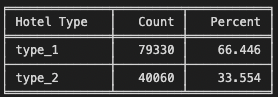 Hotel Type Count Percent
type_1 79330 66.446
type_2 40060 33.554